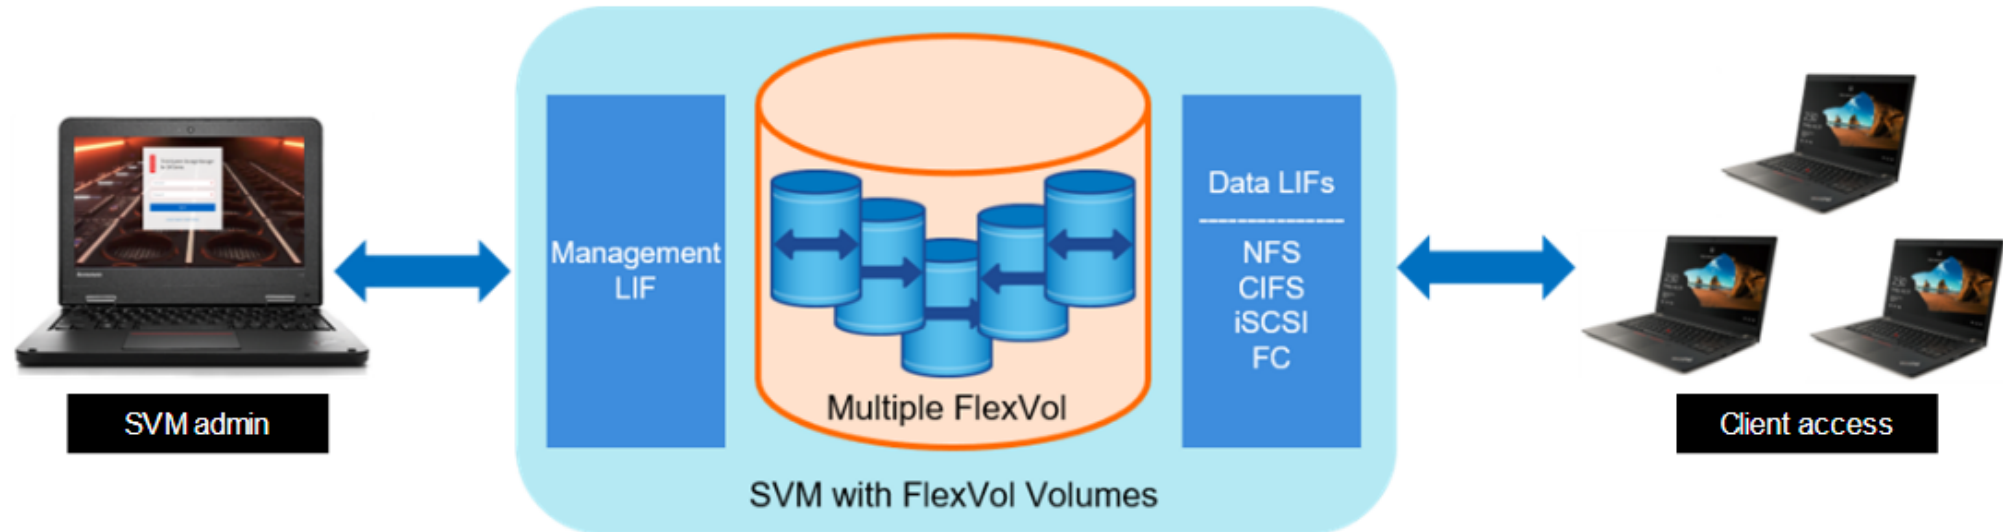 SVM admin
Management
LIF
Multiple FlexVol
SVM with FlexVol Volumes
Data LIFs
NFS
CIFS
iSCSI
FC
Client access